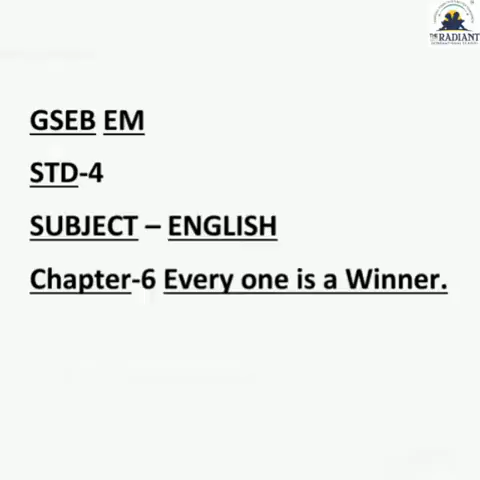 THE RADIANT
GSEB EM
STD-4
SUBJECT – ENGLISH
Chapter-6 Every one is a Winner.